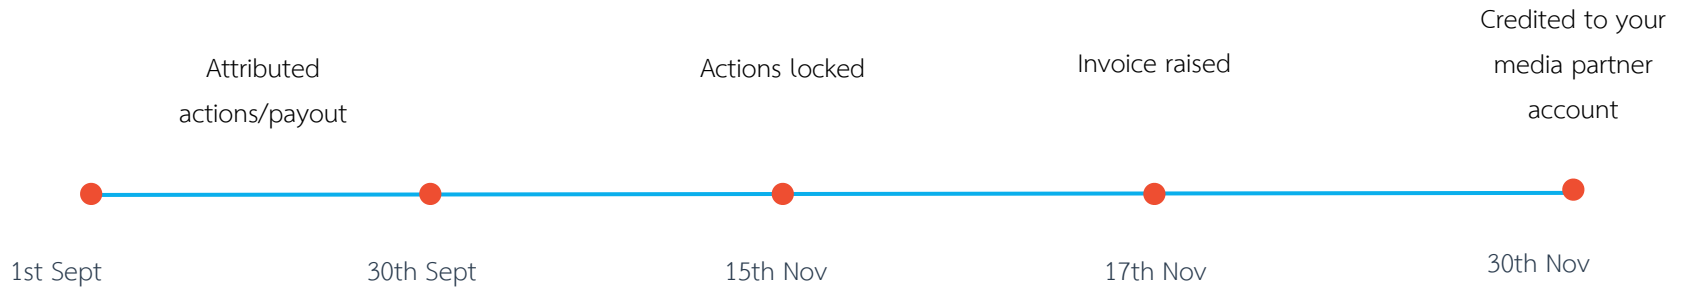 Attributed
actions/payout
Actions locked
Invoice raised
Credited to your
media partner
account
1st Sept
30th Sept
15th Nov
17th Nov
30th Nov